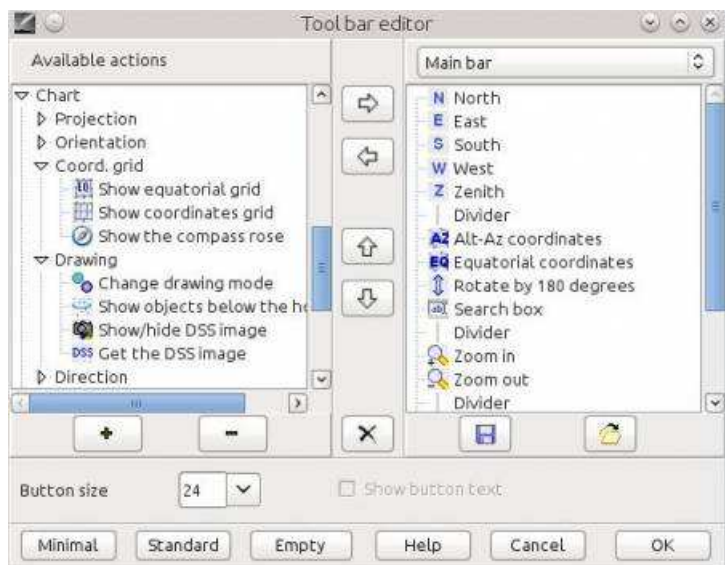 Tool bar editor
Available actions
Main bar
Chart
Projection
Orientation
Coord. grid
Show equatorial grid
Show coordinates grid
Show the compass rose
Drawing
Change drawing mode
Show objects below the ho
Show/hide DSS image
DSS Get the DSS image
Direction
N North
E East
S South
W West
Z Zenith
Divider
AZ Alt-Az coordinates
EQ Equatorial coordinates
Rotate by 180 degrees
ab Search box
Divider
Zoom in
Zoom out
Divider
+ - X
Button size 24 Show button text
Minimal Standard Empty Help Cancel OK